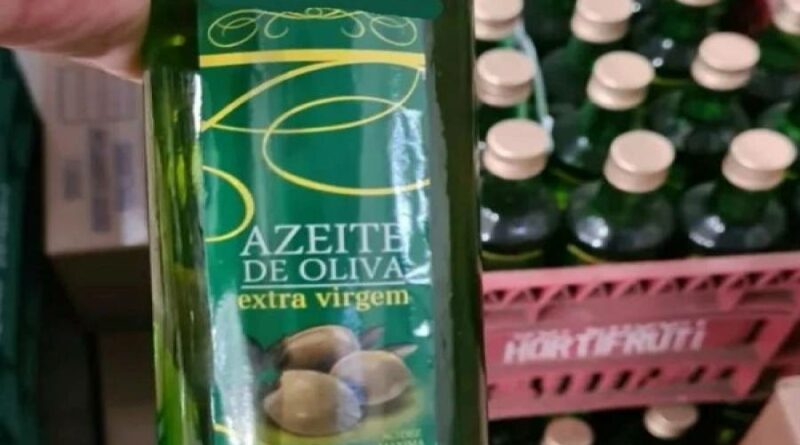 AZEITE
DE OLIVA
extra virgem
HORTIFRUTI